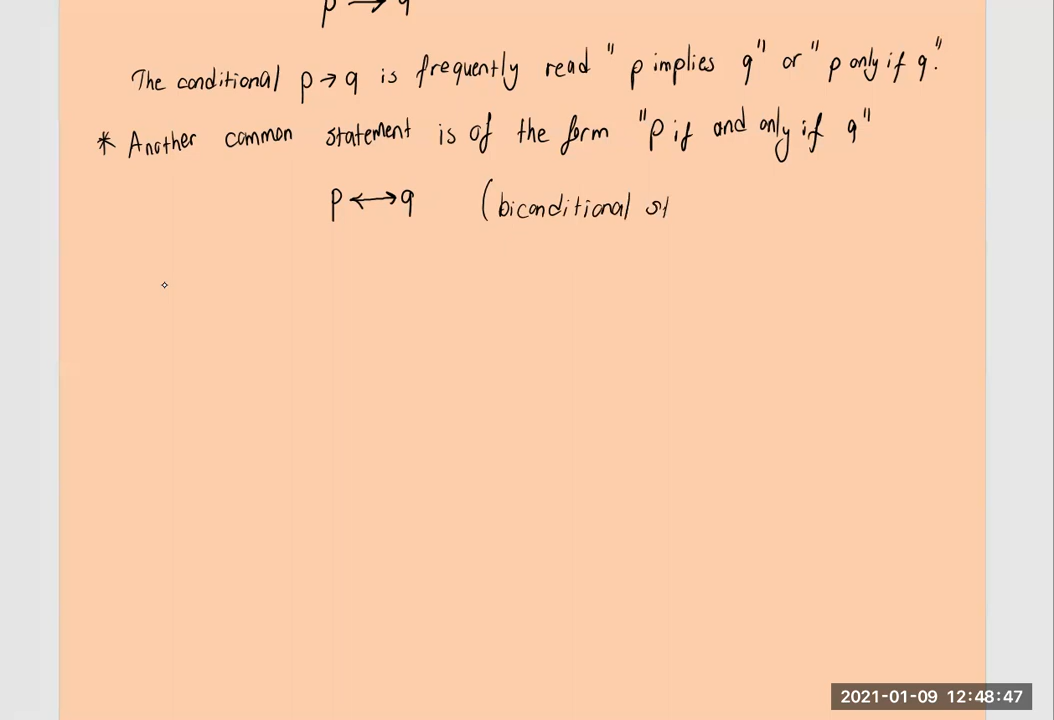 p → q
The conditional p → q is frequently read "p implies q" or "p only if q."
* Another common statement is of the form "p if and only if q"
p ↔ q (biconditional st
2021-01-09 12:48:47